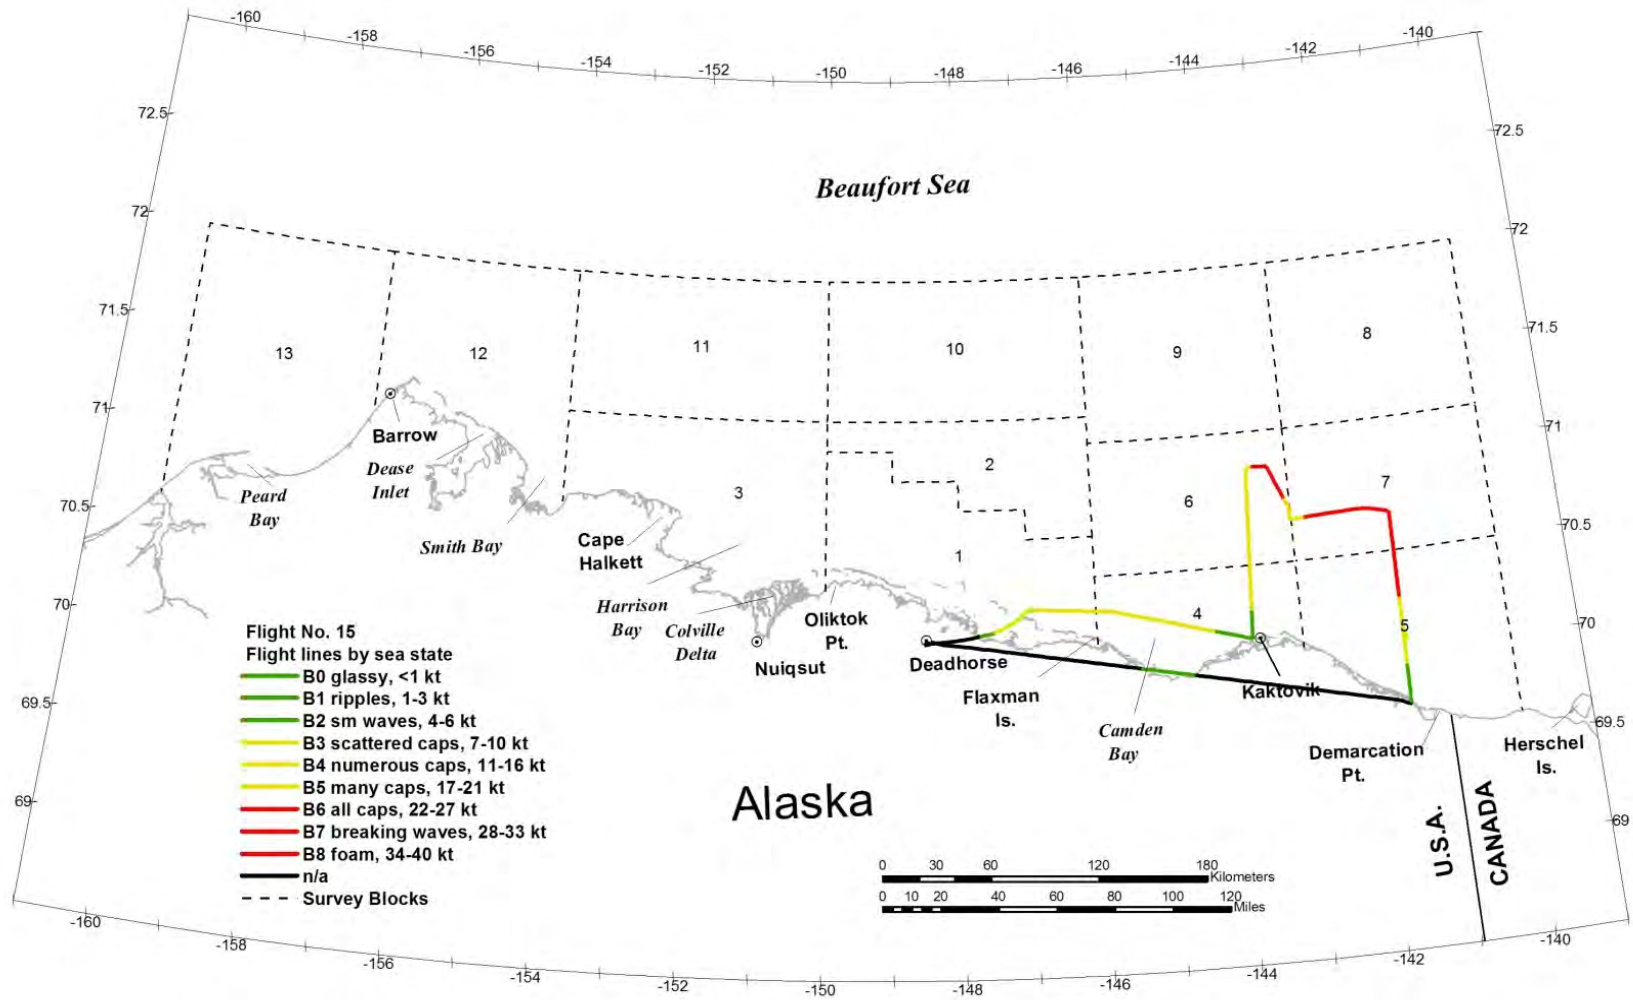 -160
-158
-156
-154
-152
-150
-148
-146
-144
-142
-140
72.5
72.5
Beaufort Sea
72
72
71.5
71.5
13
12
11
10
9
8
71
71
Barrow
Dease
Inlet
Peard
Bay
Smith Bay
3
2
6
7
70.5
70.5
Cape
Halkett
1
Harrison
Bay
Colville
Delta
Oliktok
Pt.
4
5
70
70
Nuiqsut
Deadhorse
Flaxman
Is.
Kaktovik
Camden
Bay
Demarcation
Pt.
Herschel
Is.
69.5
69.5
Flight No. 15
Flight lines by sea state
B0 glassy, <1 kt
B1 ripples, 1-3 kt
B2 sm waves, 4-6 kt
B3 scattered caps, 7-10 kt
B4 numerous caps, 11-16 kt
B5 many caps, 17-21 kt
B6 all caps, 22-27 kt
B7 breaking waves, 28-33 kt
B8 foam, 34-40 kt
n/a
Survey Blocks
Alaska
U.S.A.
CANADA
69
69
0 30 60 120 180
Kilometers
0 10 20 40 60 80 100 120
Miles
-160
-158
-156
-154
-152
-150
-148
-146
-144
-142
-140